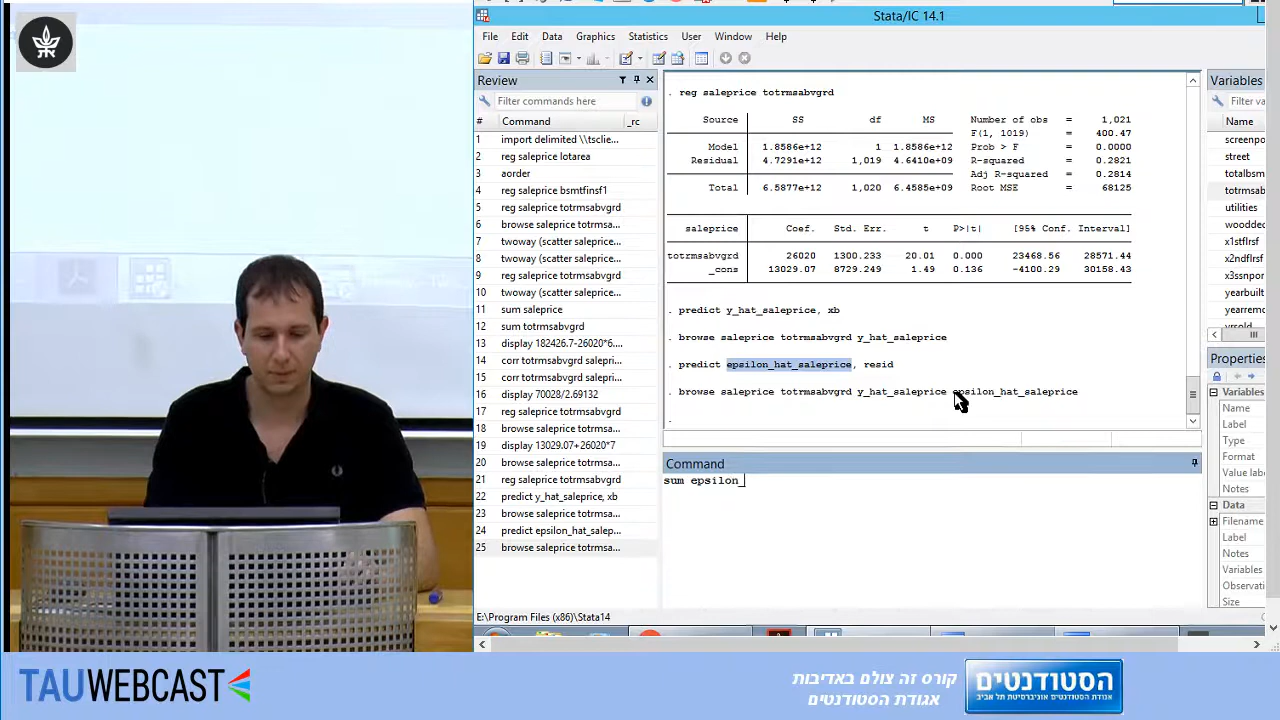 Stata/IC 14.1
File Edit Data Graphics Statistics User Window Help
Review
Filter commands here
# Command _rc
1 import delimited \\tsclie...
2 reg saleprice lotarea
3 aorder
4 reg saleprice bsmtfinsf1
5 reg saleprice totrmsabvgrd
6 browse saleprice totrmsa...
7 twoway (scatter saleprice...
8 twoway (scatter saleprice...
9 reg saleprice totrmsabvgrd
10 twoway (scatter saleprice...
11 sum saleprice
12 sum totrmsabvgrd
13 display 182426.7-26020*6....
14 corr totrmsabvgrd salepri...
15 corr totrmsabvgrd salepri...
16 display 70028/2.69132
17 reg saleprice totrmsabvgrd
18 browse saleprice totrmsa...
19 display 13029.07+26020*7
20 browse saleprice totrmsa...
21 reg saleprice totrmsabvgrd
22 predict y_hat_saleprice, xb
23 browse saleprice totrmsa...
24 predict epsilon_hat_salep...
25 browse saleprice totrmsa...
. reg saleprice totrmsabvgrd
Source SS df MS Number of obs = 1,021
F(1, 1019) = 400.47
Model 1.8586e+12 1 1.8586e+12 Prob > F = 0.0000
Residual 4.7291e+12 1,019 4.6410e+09 R-squared = 0.2821
Adj R-squared = 0.2814
Total 6.5877e+12 1,020 6.4585e+09 Root MSE = 68125
saleprice Coef. Std. Err. t P>|t| [95% Conf. Interval]
totrmsabvgrd 26020 1300.233 20.01 0.000 23468.56 28571.44
_cons 13029.07 8729.249 1.49 0.136 -4100.29 30158.43
. predict y_hat_saleprice, xb
. browse saleprice totrmsabvgrd y_hat_saleprice
. predict epsilon_hat_saleprice, resid
. browse saleprice totrmsabvgrd y_hat_saleprice epsilon_hat_saleprice
.
Command
sum epsilon_
Variables
Filter va
Name
screenpo
street
totalbsm
totrmsab
utilities
woodded
x1stflrsf
x2ndflrsf
x3ssnpor
yearbuilt
yearremo
yrsold
Properties
Variables
Name
Label
Type
Format
Value labe
Notes
Data
Filename
Label
Notes
Variables
Observati
Size
E:\Program Files (x86)\Stata14
TAUWEBCAST
קורס זה צולם באדיבות
אגודת הסטודנטים
הסטודנטים
אגודת הסטודנטים אוניברסיטת תל אביב